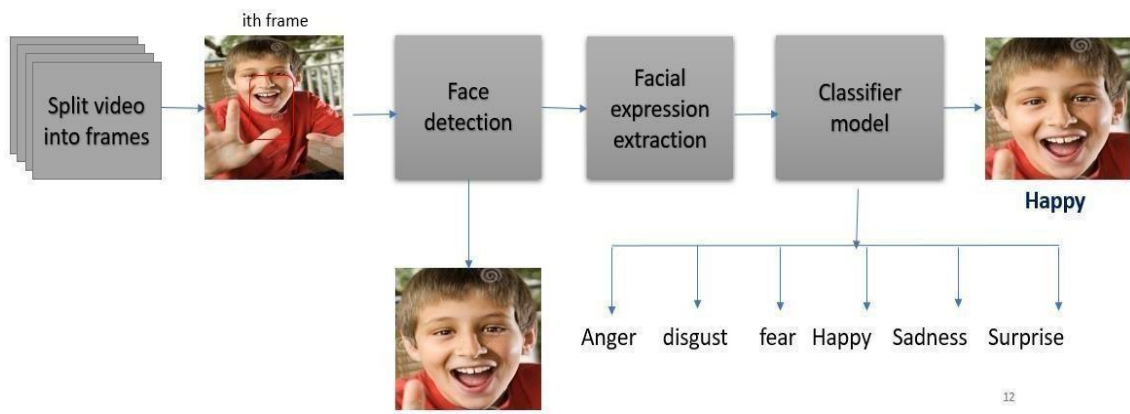 ith frame
Split video
into frames
Face
detection
Facial
expression
extraction
Classifier
model
Happy
Anger disgust fear Happy Sadness Surprise
12